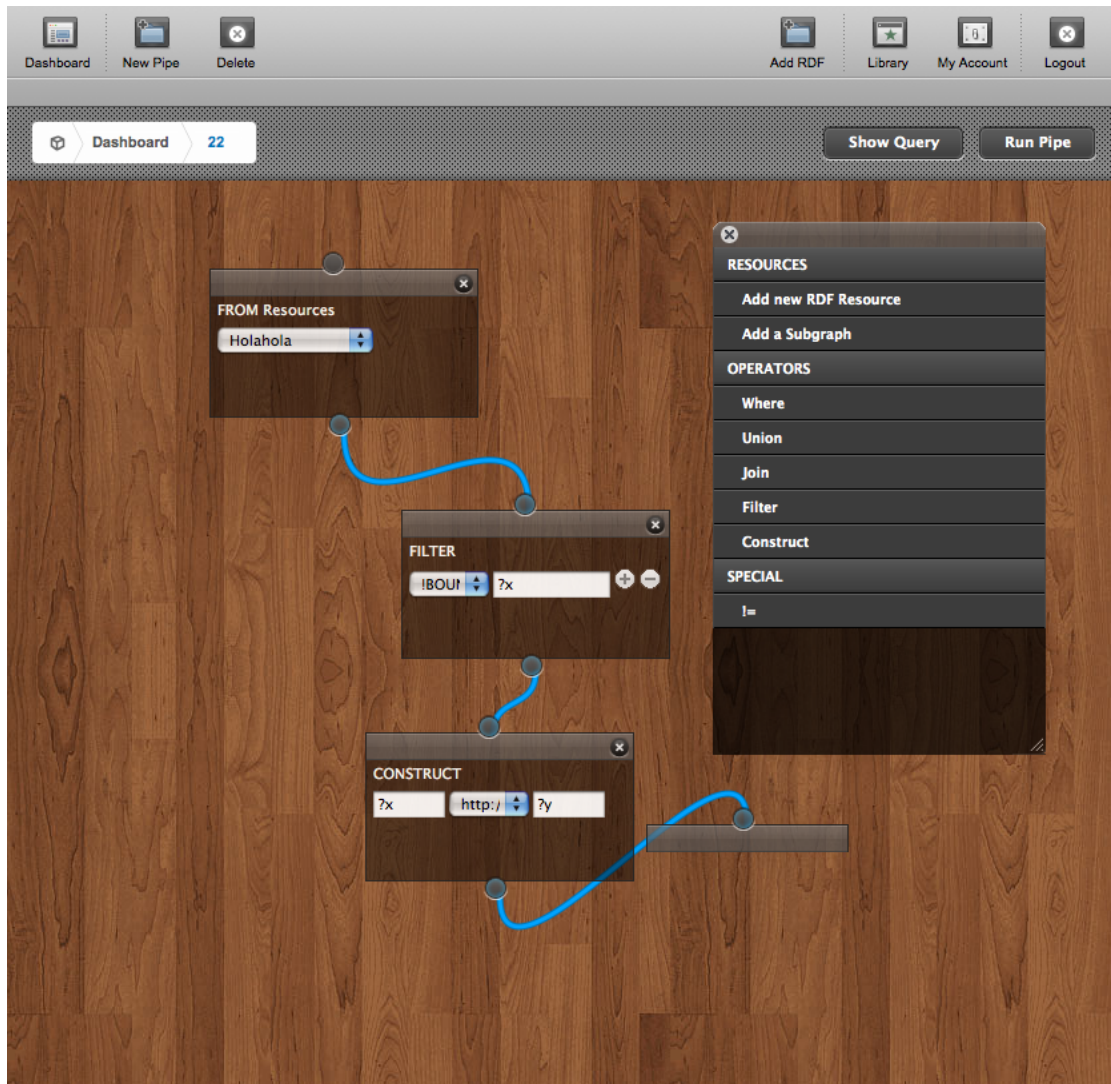 Dashboard New Pipe Delete Add RDF Library My Account Logout
Dashboard 22 Show Query Run Pipe
FROM Resources
Holahola
FILTER
!BOUN ?x
CONSTRUCT
?x http:/ ?y
RESOURCES
Add new RDF Resource
Add a Subgraph
OPERATORS
Where
Union
Join
Filter
Construct
SPECIAL
!=